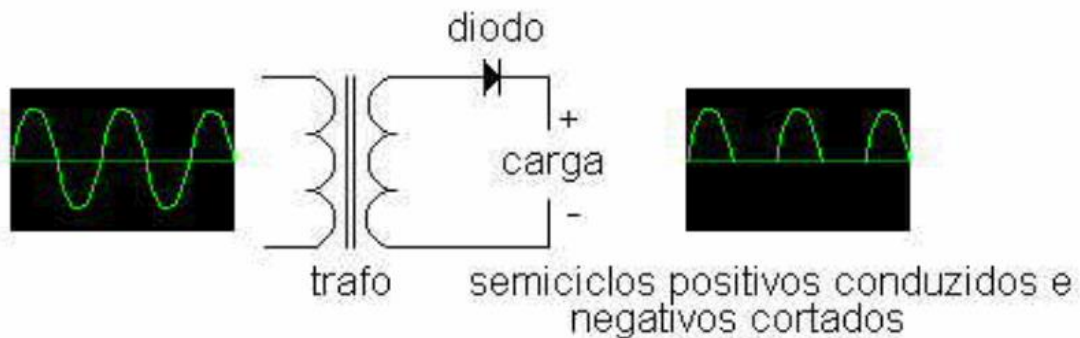 diodo
+
carga
-
trafo
semiciclos positivos conduzidos e
negativos cortados